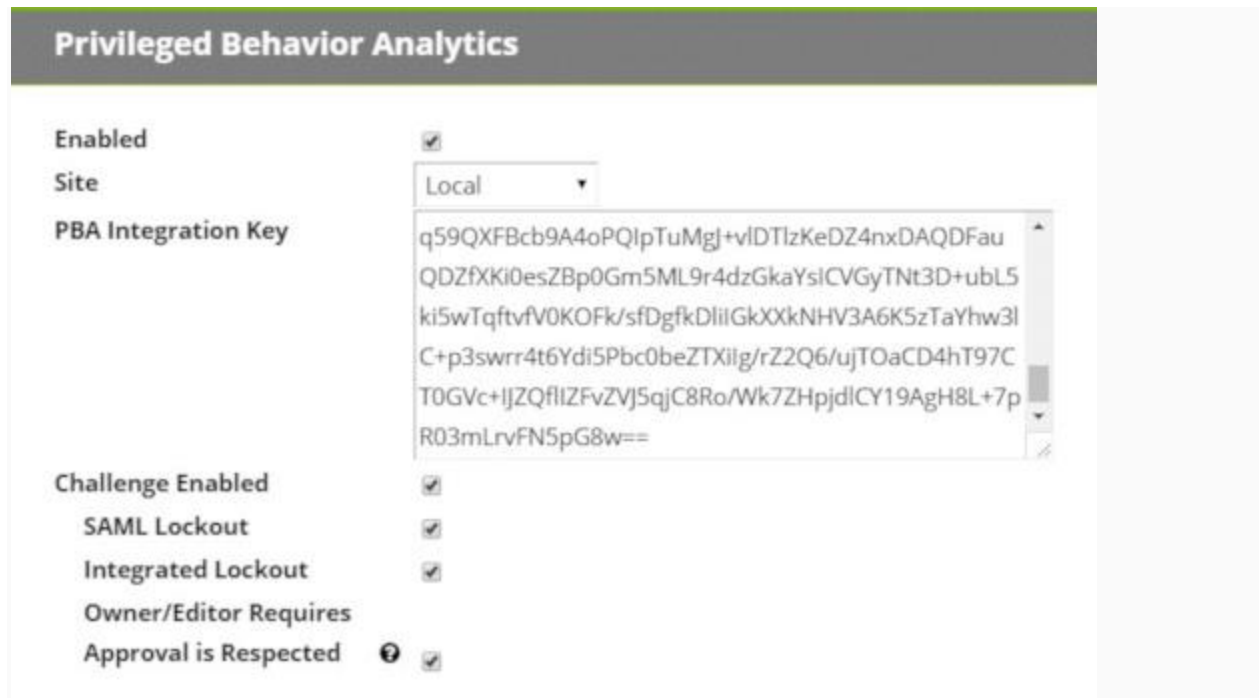 Privileged Behavior Analytics
Enabled
Site
Local
PBA Integration Key
q59QXFBcb9A4oPQIpTuMgJ+vlDTlzKeDZ4nxDAQDFau
QDZfXKi0esZBp0Gm5ML9r4dzGkaYsICVGyTNt3D+ubL5
ki5wTqftvfV0KOFk/sfDgfkDliIGkXXkNHV3A6K5zTaYhw3l
C+p3swrr4t6Ydi5Pbc0beZTXiIg/rZ2Q6/ujTOaCD4hT97C
T0GVc+IJZQflIZFvZVJ5qjC8Ro/Wk7ZHpjdlCY19AgH8L+7p
R03mLrvFN5pG8w==
Challenge Enabled
SAML Lockout
Integrated Lockout
Owner/Editor Requires
Approval is Respected